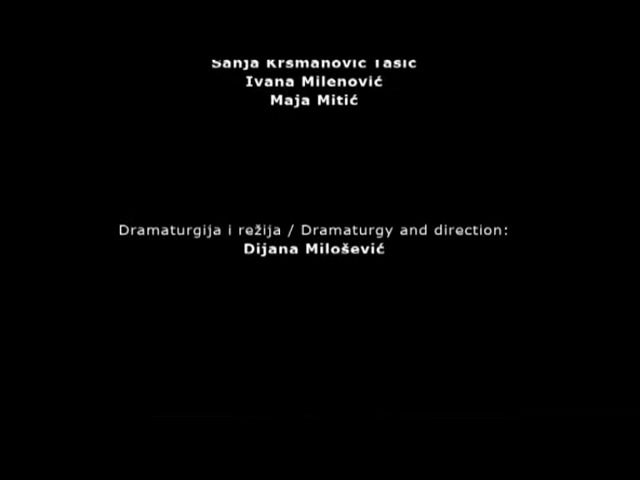 Sanja Krsmanović Tasić
Ivana Milenović
Maja Mitić
Dramaturgija i režija / Dramaturgy and direction:
Dijana Milošević